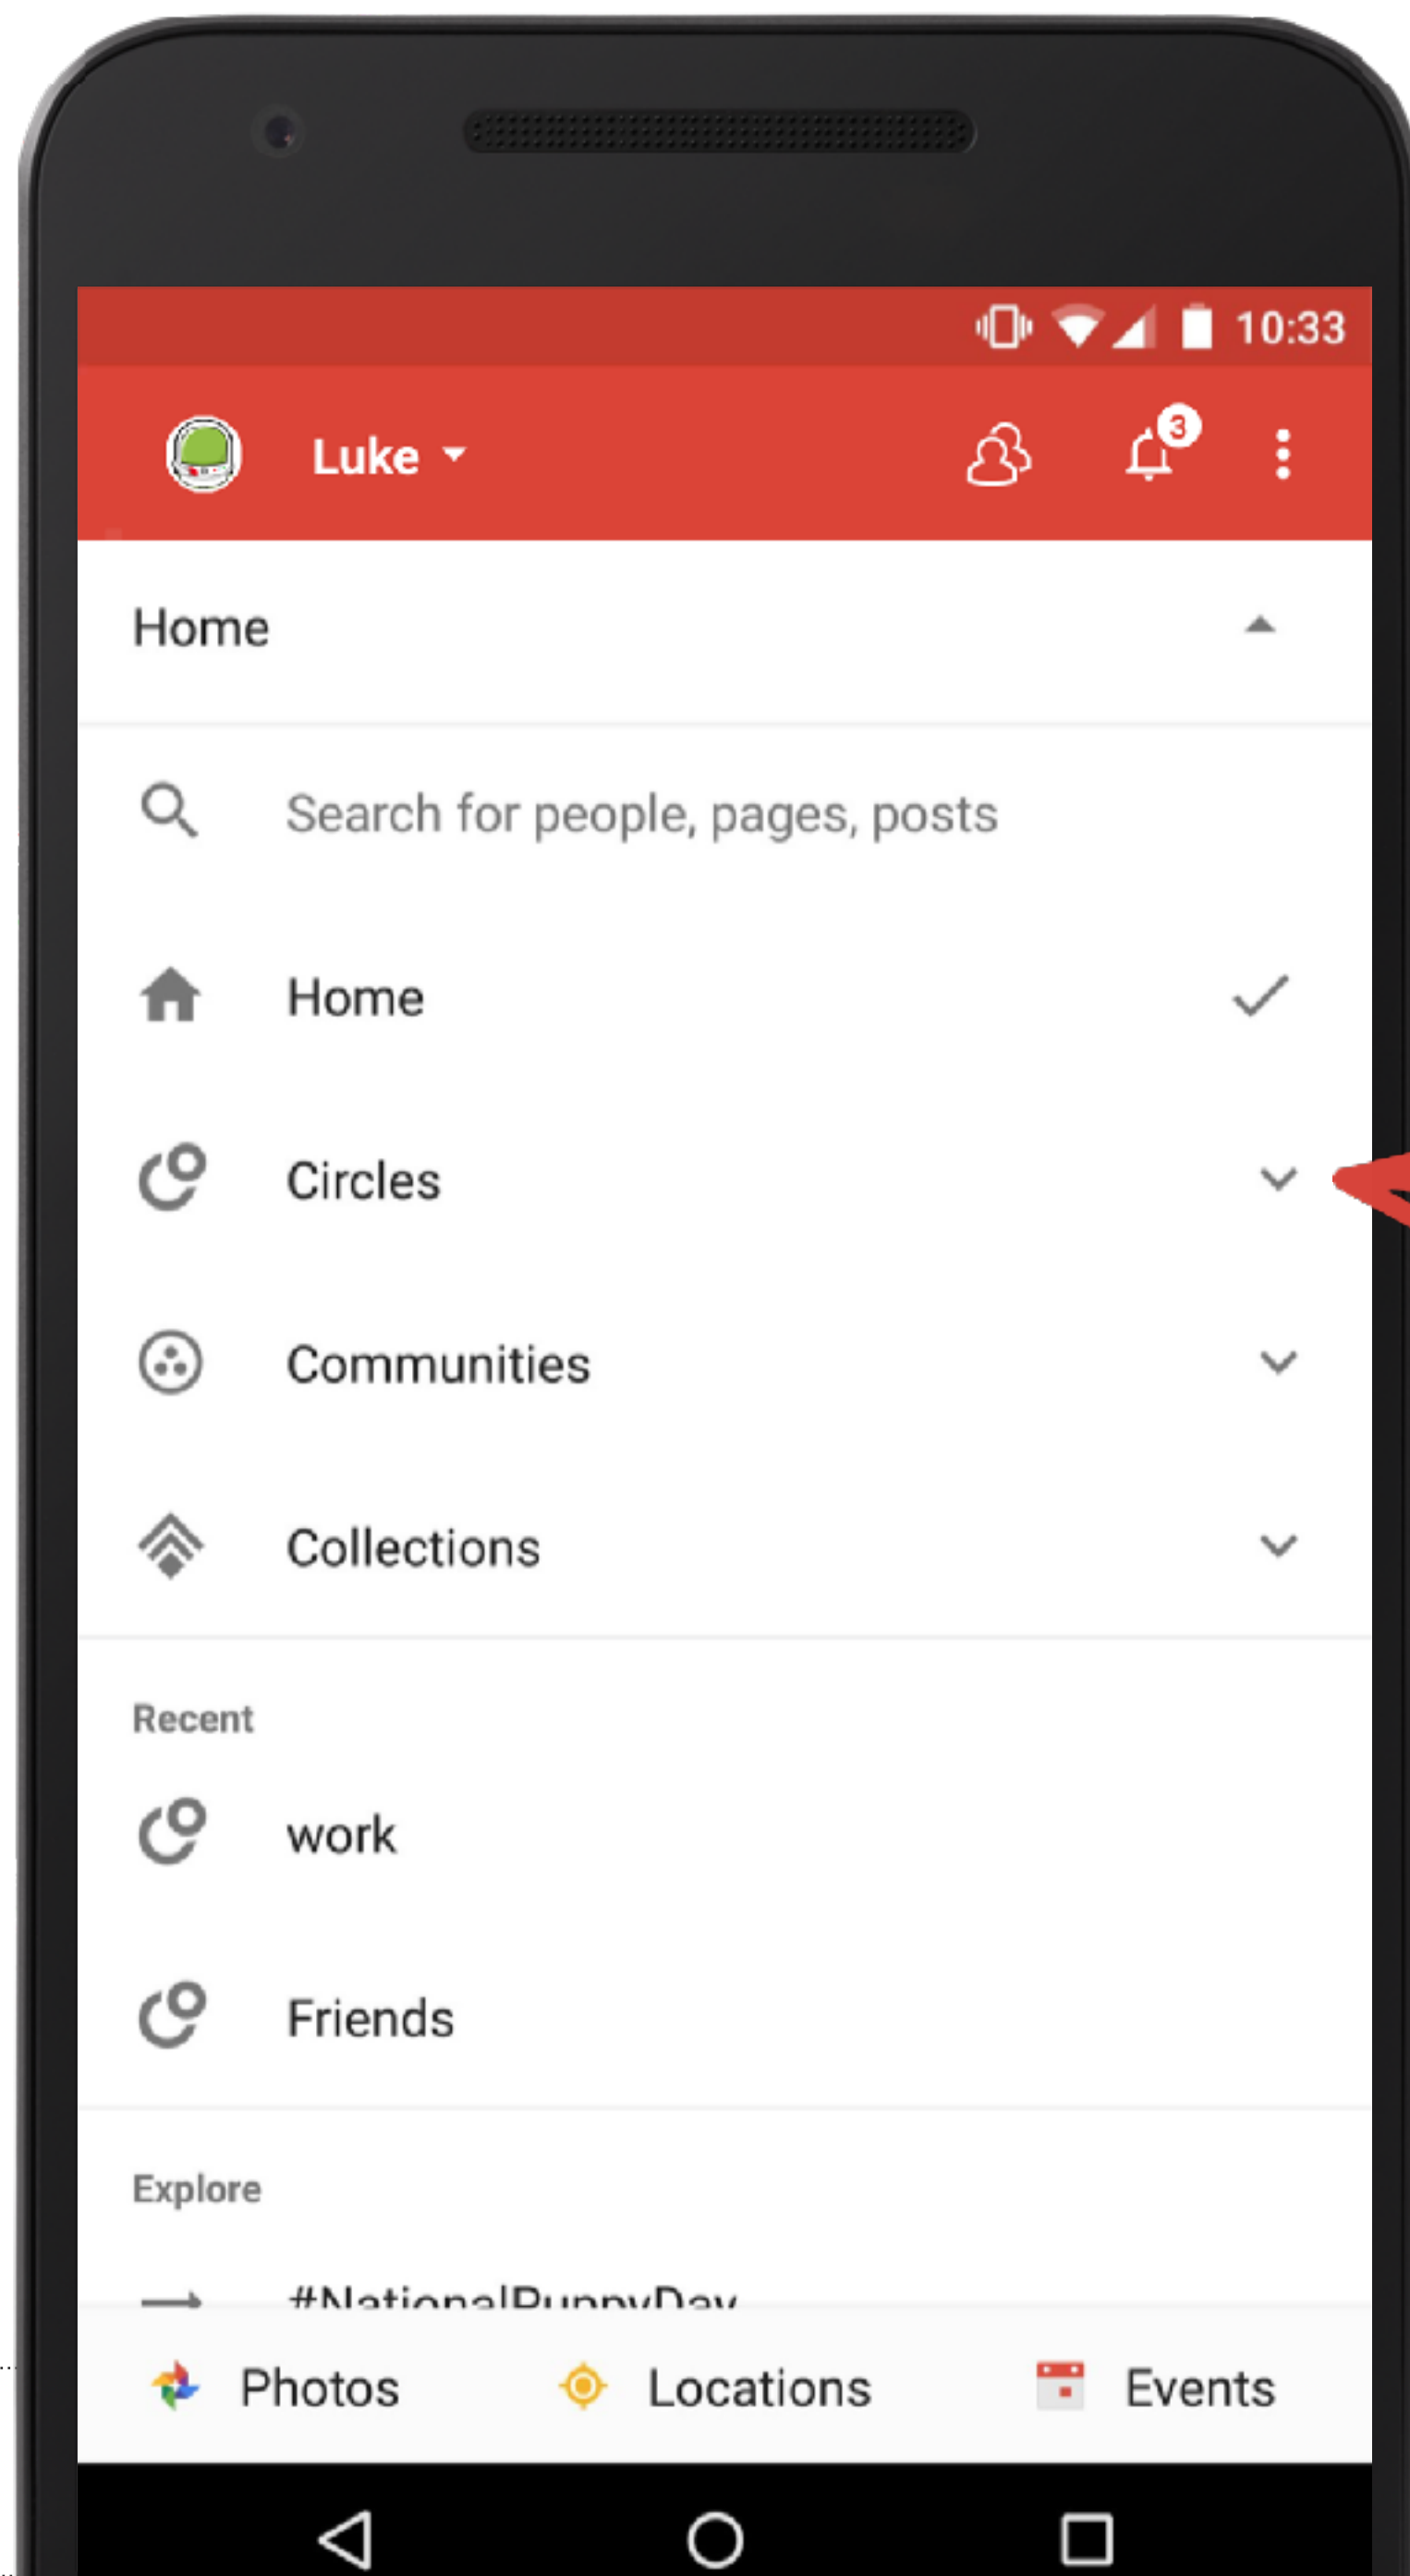 10:33
Luke
3
Home
Search for people, pages, posts
Home
Circles
Communities
Collections
Recent
work
Friends
Explore
#NationalPuppyDay
Photos
Locations
Events